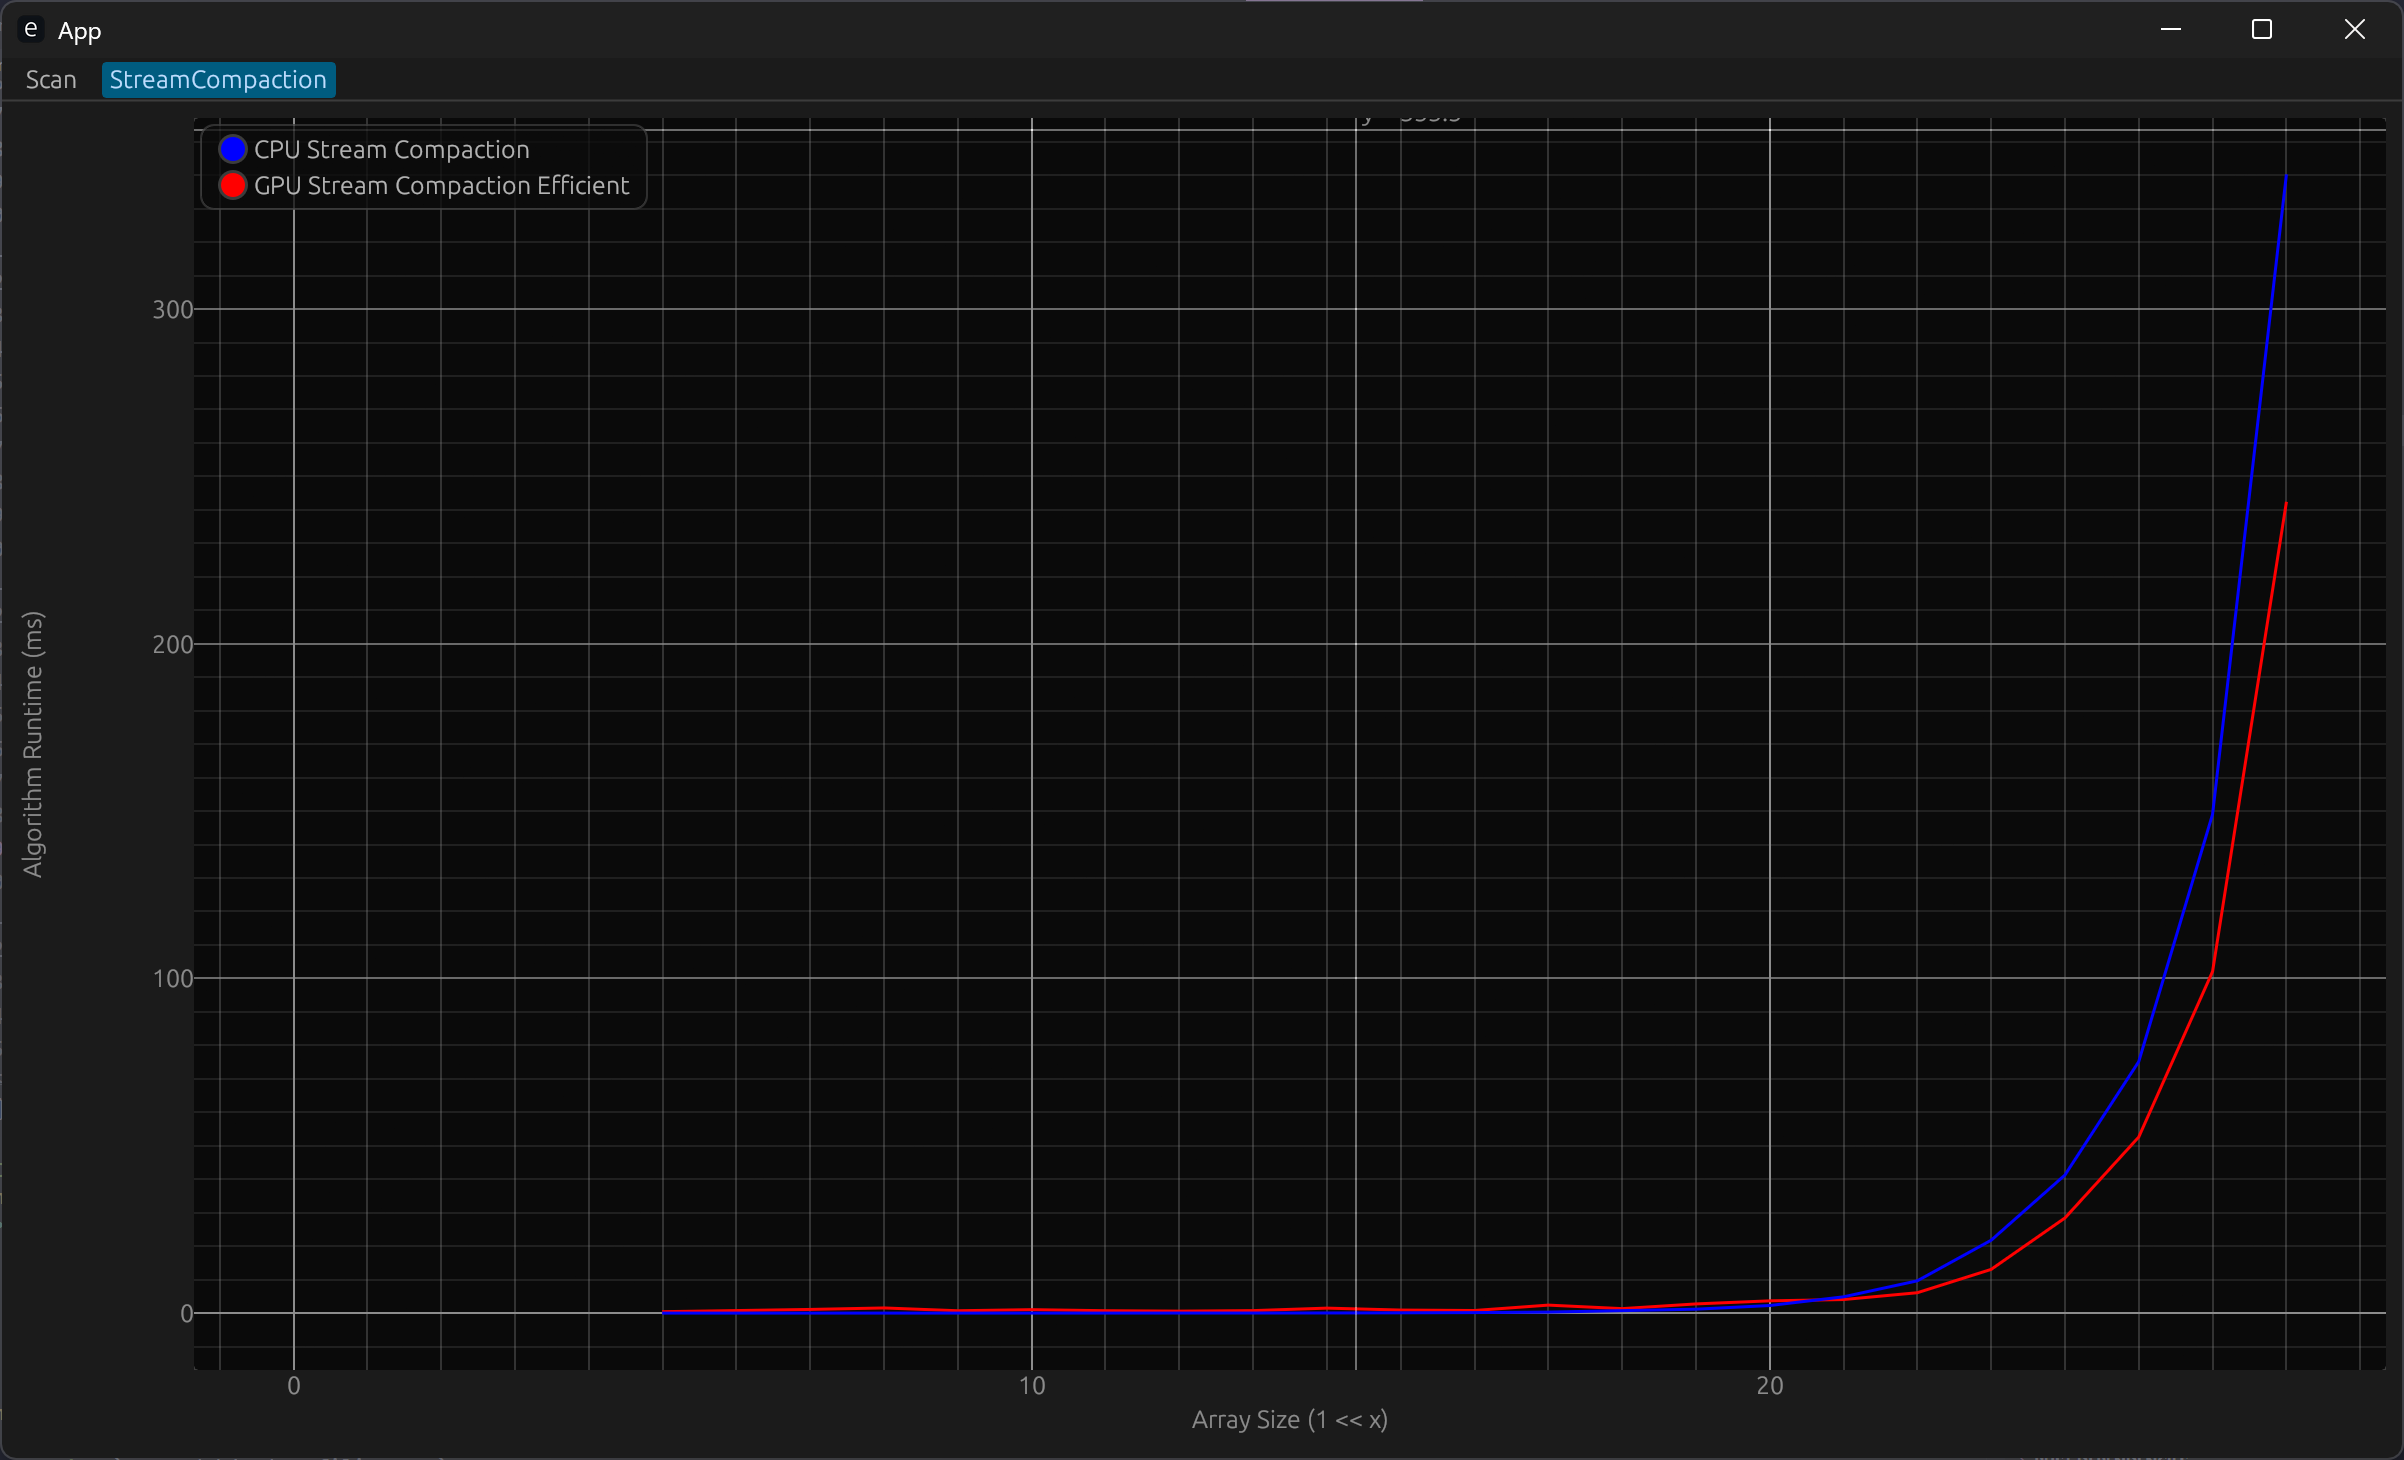 e App
Scan StreamCompaction
CPU Stream Compaction
GPU Stream Compaction Efficient
300
200
100
0
Algorithm Runtime (ms)
0 10 20
Array Size (1 << x)